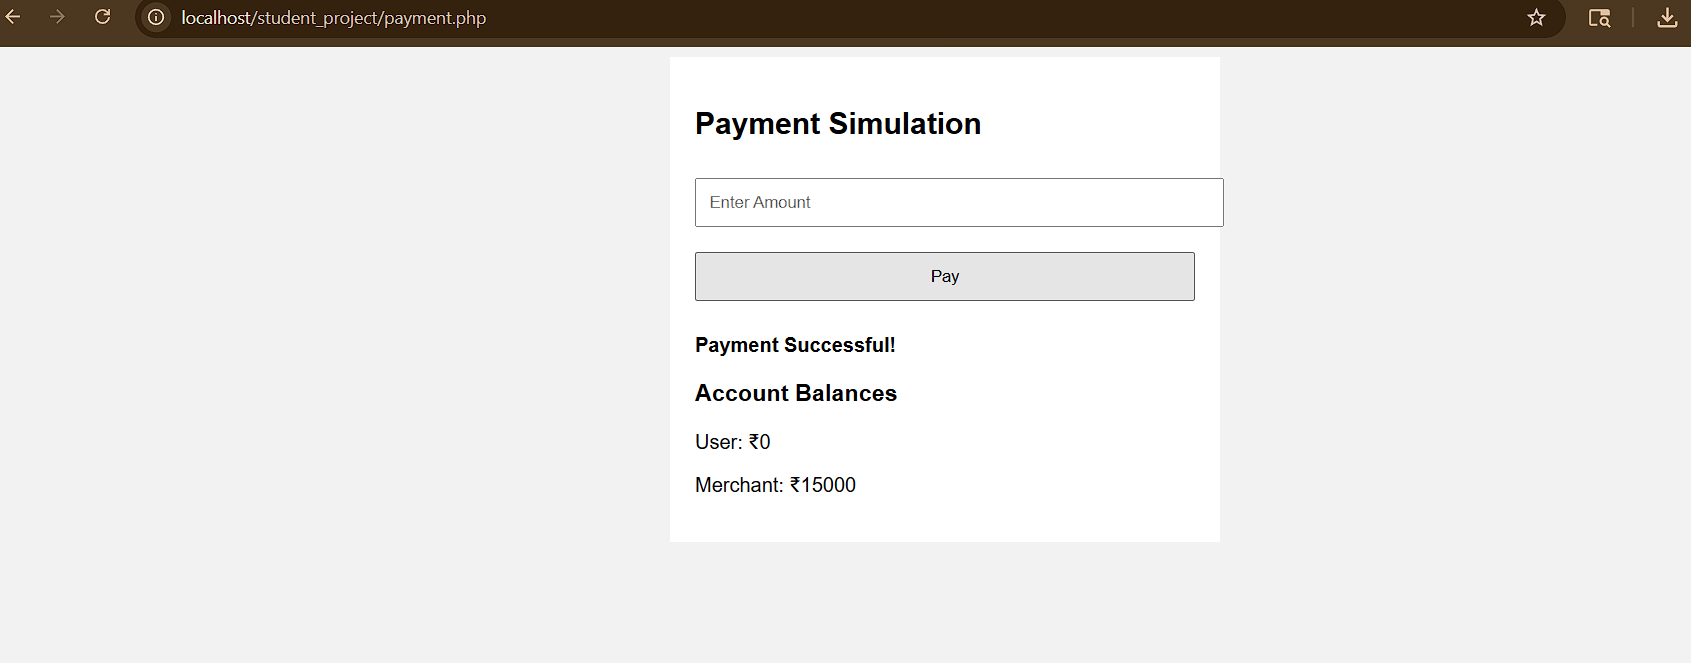 localhost/student_project/payment.php
Payment Simulation
Enter Amount
Pay
Payment Successful!
Account Balances
User: ₹0
Merchant: ₹15000